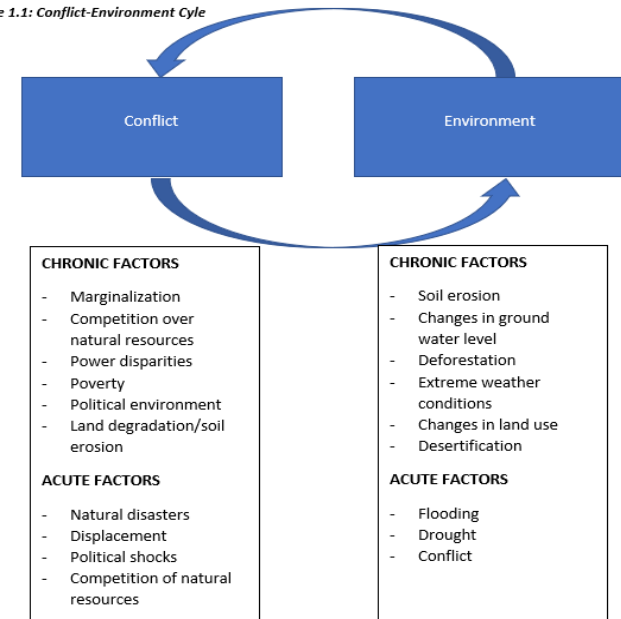 e 1.1: Conflict-Environment Cyle
Conflict
Environment
CHRONIC FACTORS
- Marginalization
- Competition over
natural resources
- Power disparities
- Poverty
- Political environment
- Land degradation/soil
erosion
ACUTE FACTORS
- Natural disasters
- Displacement
- Political shocks
- Competition of natural
resources
CHRONIC FACTORS
- Soil erosion
- Changes in ground
water level
- Deforestation
- Extreme weather
conditions
- Changes in land use
- Desertification
ACUTE FACTORS
- Flooding
- Drought
- Conflict